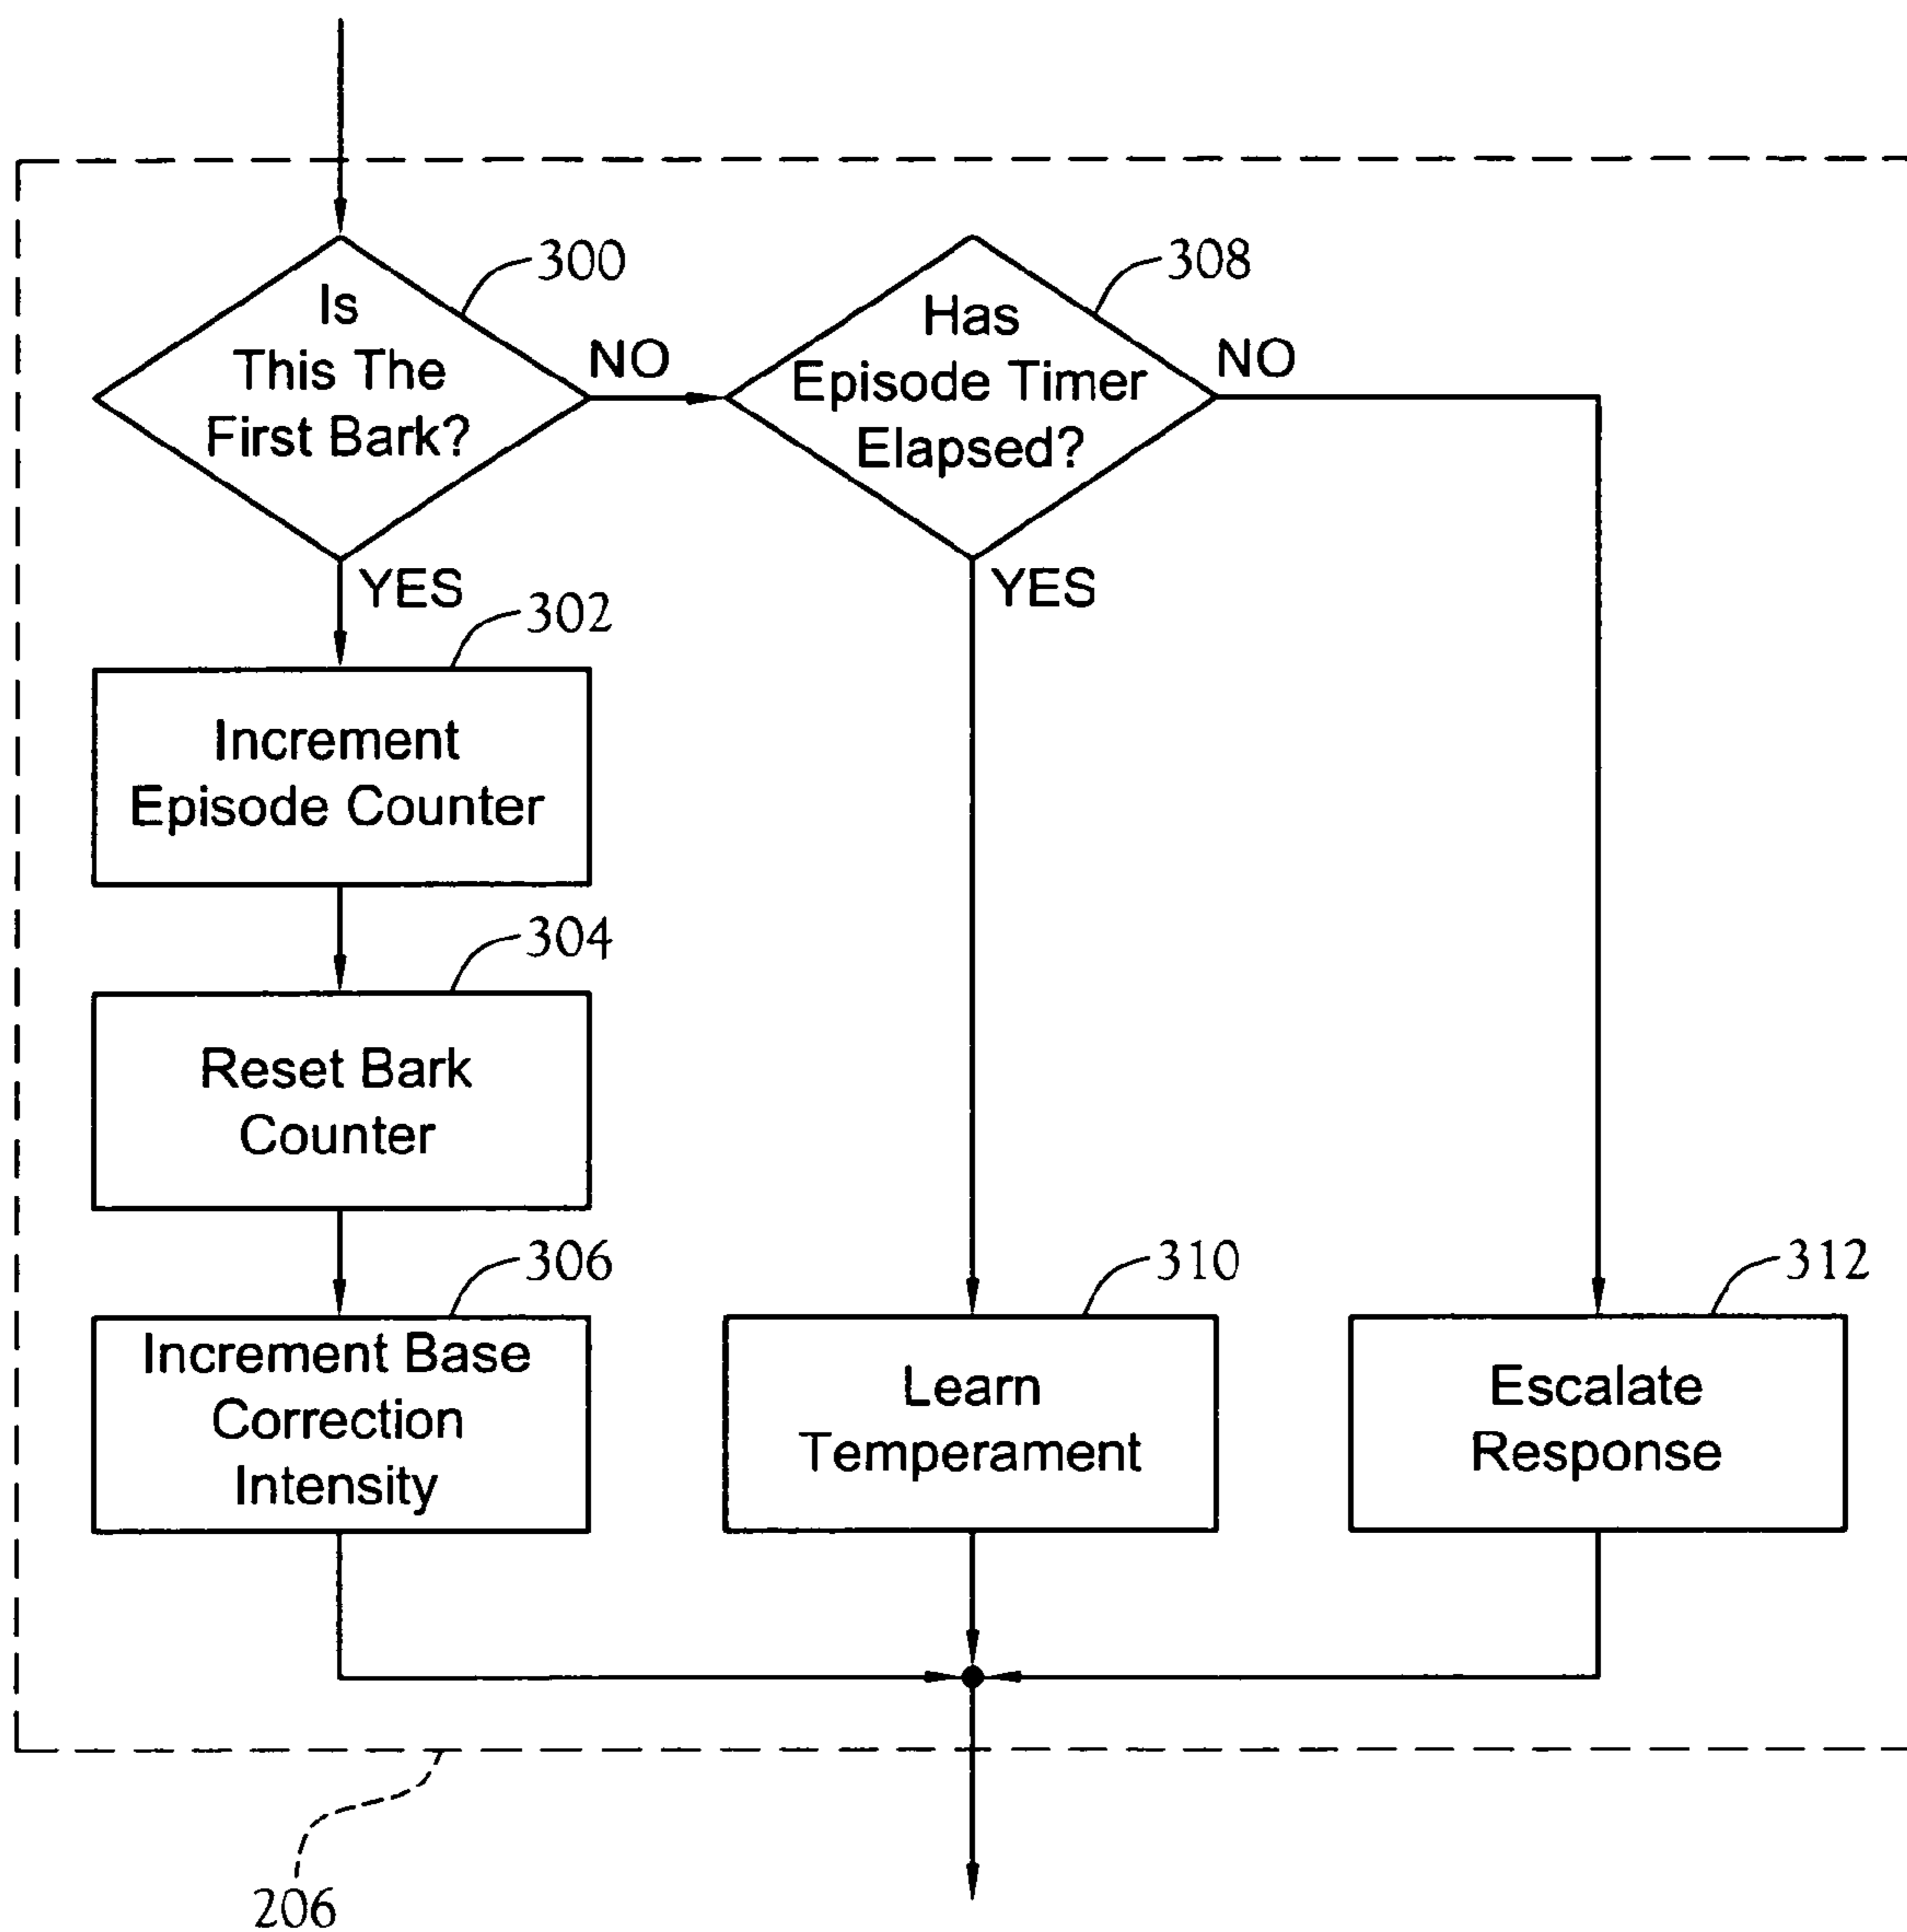 300
Is
This The
First Bark?
NO
308
Has
Episode Timer
Elapsed?
NO
YES
YES
302
Increment
Episode Counter
304
Reset Bark
Counter
306
Increment Base
Correction
Intensity
310
Learn
Temperament
312
Escalate
Response
206